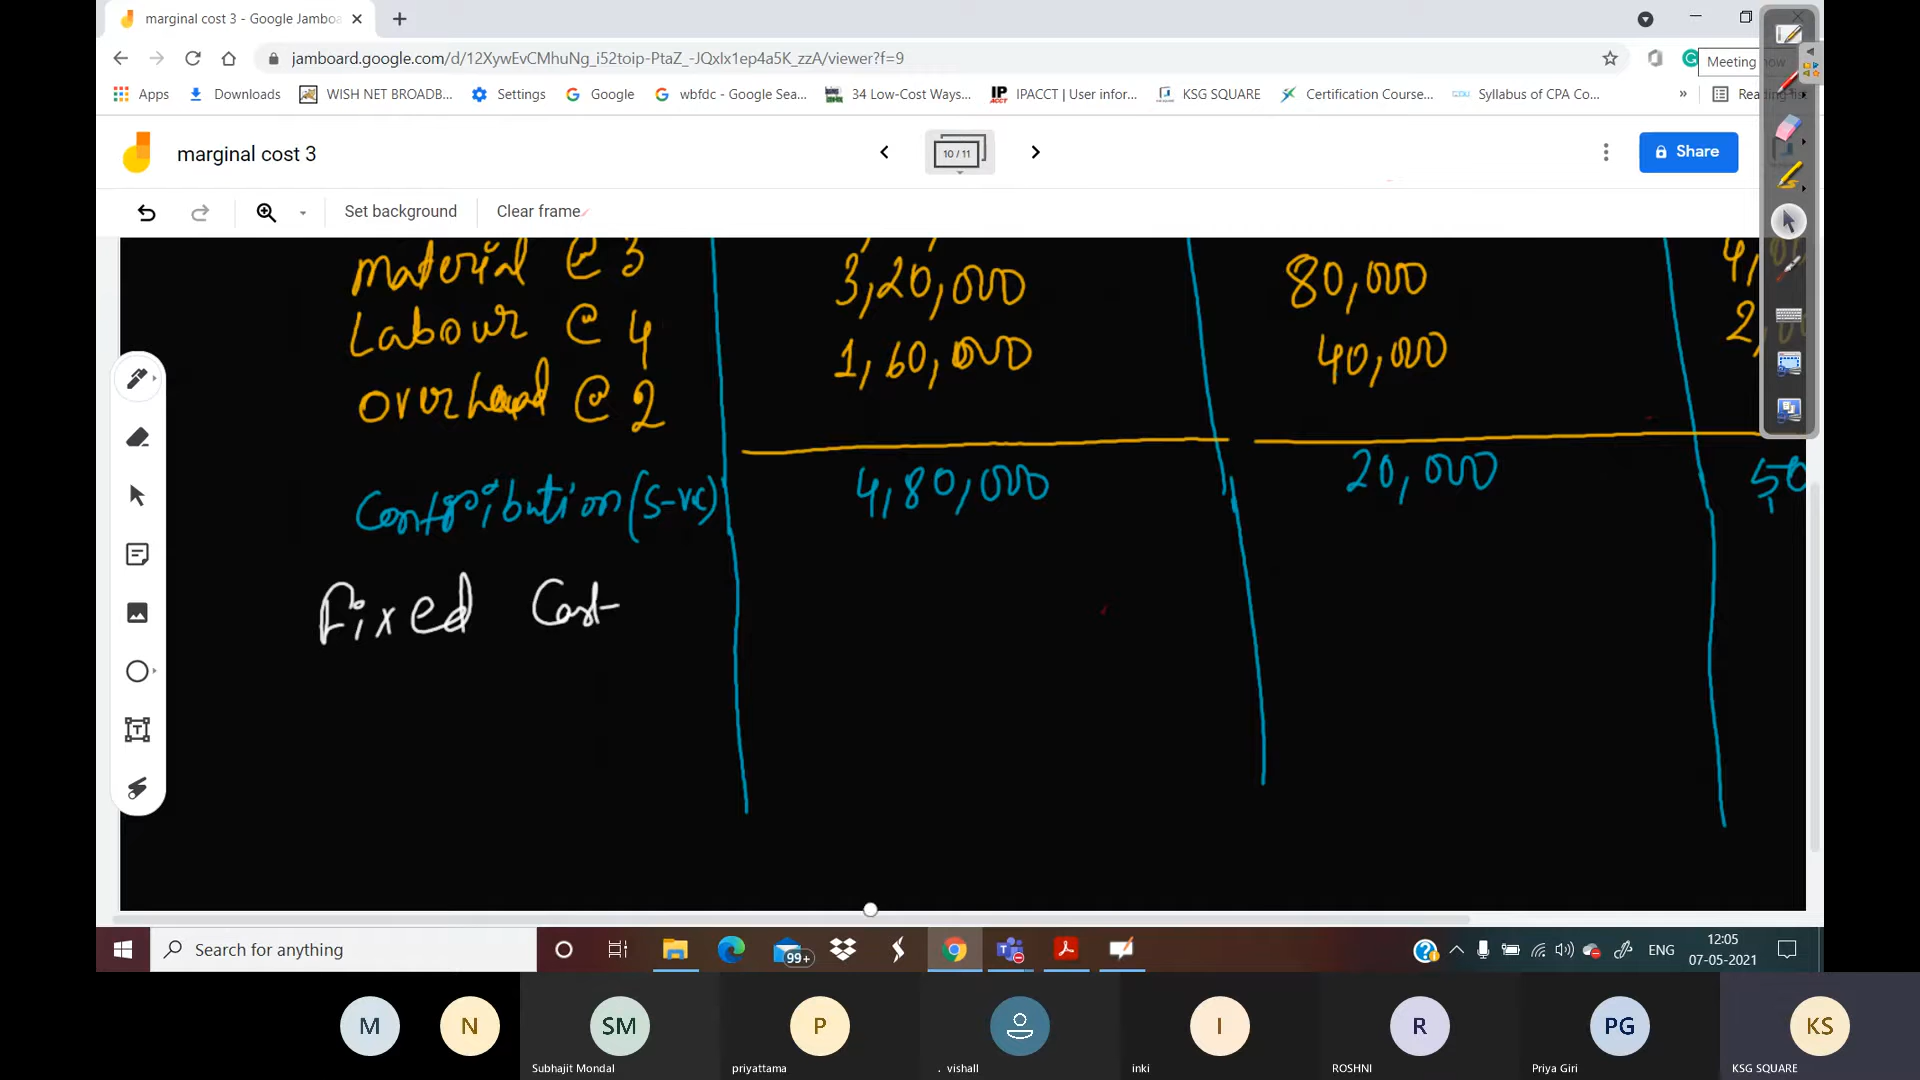 marginal cost 3 - Google Jambo
jamboard.google.com/d/12XywEvCMhuNg_i52toip-PtaZ_-JQxlx1ep4a5K_zzA/viewer?f=9
Meeting now
Apps Downloads WISH NET BROADB... Settings Google wbfdc - Google Sea... 34 Low-Cost Ways... IPACCT | User infor... KSG SQUARE Certification Course... Syllabus of CPA Co... » Reading list
marginal cost 3
10 / 11
Share
Set background Clear frame
Material @ 3
3,20,000 80,000
Labour @ 4
1,60,000 40,000
Overhead @ 2
Contribution (S-VC) 4,80,000 20,000
Fixed Cost
Search for anything
99+
ENG
12:05
07-05-2021
M N SM P I R PG KS
Subhajit Mondal priyattama . vishall inki ROSHNI Priya Giri KSG SQUARE